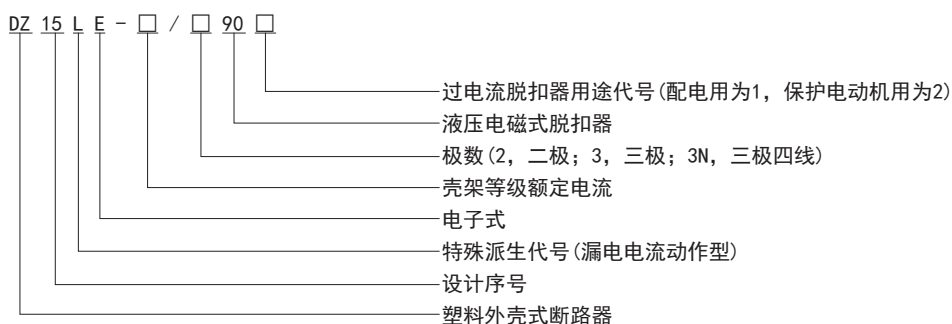 DZ 15 L E - □ / □ 90 □
过电流脱扣器用途代号(配电用为1，保护电动机用为2)
液压电磁式脱扣器
极数(2，二极；3，三极；3N，三极四线)
壳架等级额定电流
电子式
特殊派生代号(漏电电流动作型)
设计序号
塑料外壳式断路器